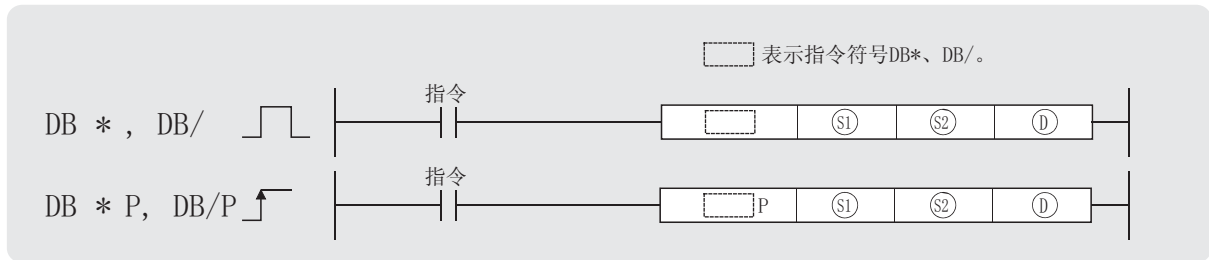 表示指令符号DB*、DB/。
指令
DB * , DB/ S1 S2 D
指令
DB * P, DB/P P S1 S2 D